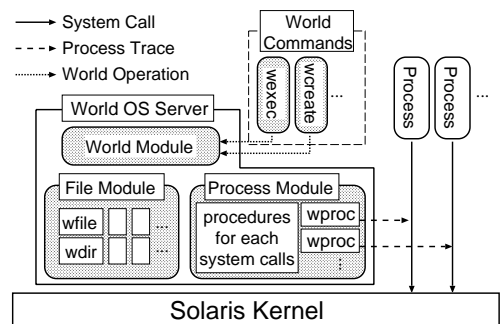 System Call
Process Trace
World Operation
World
Commands
wexec
wcreate
...
Process
Process
...
World OS Server
World Module
File Module
wfile
...
wdir
...
Process Module
procedures
for each
system calls
wproc
wproc
...
Solaris Kernel